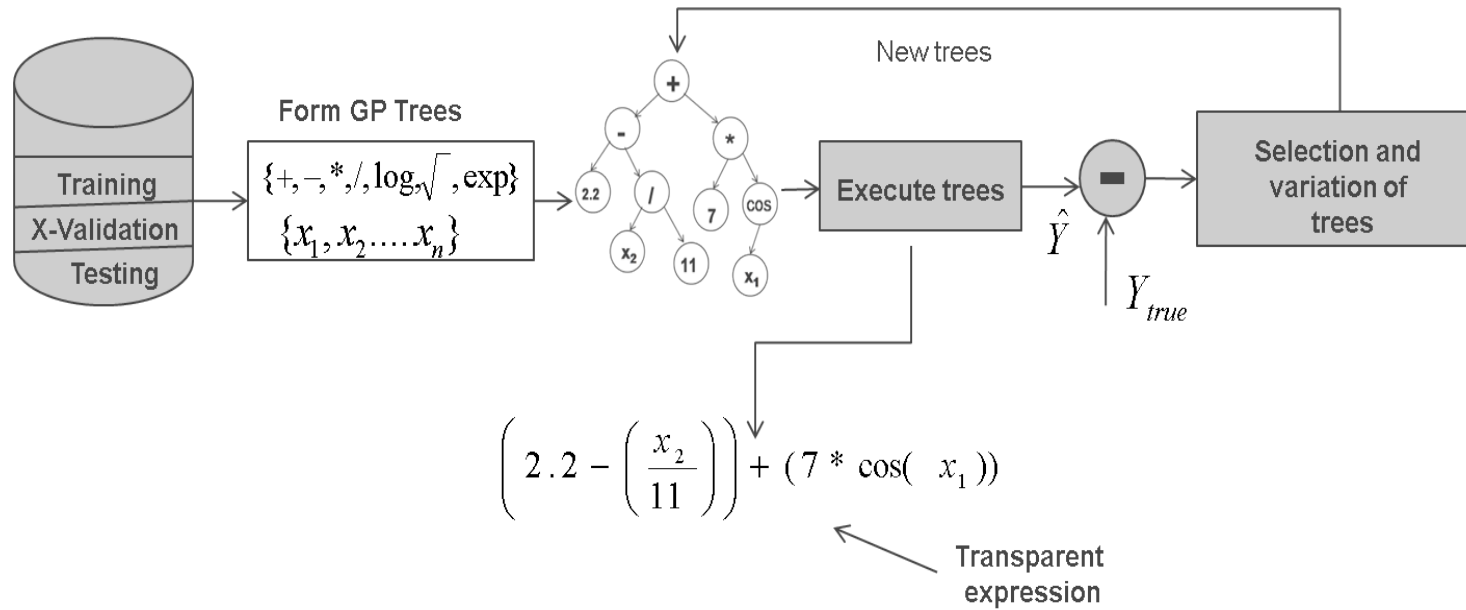 New trees
Form GP Trees
Training
X-Validation
Testing
{+,−,*,/,log,√ ,exp}
{x₁,x₂....xₙ}
+
-
*
2.2
/
7
COS
x₂
11
x₁
Execute trees
Ŷ
-
Y_true
Selection and
variation of
trees
(2.2 − (x₂/11)) + (7 * cos( x₁))
Transparent
expression